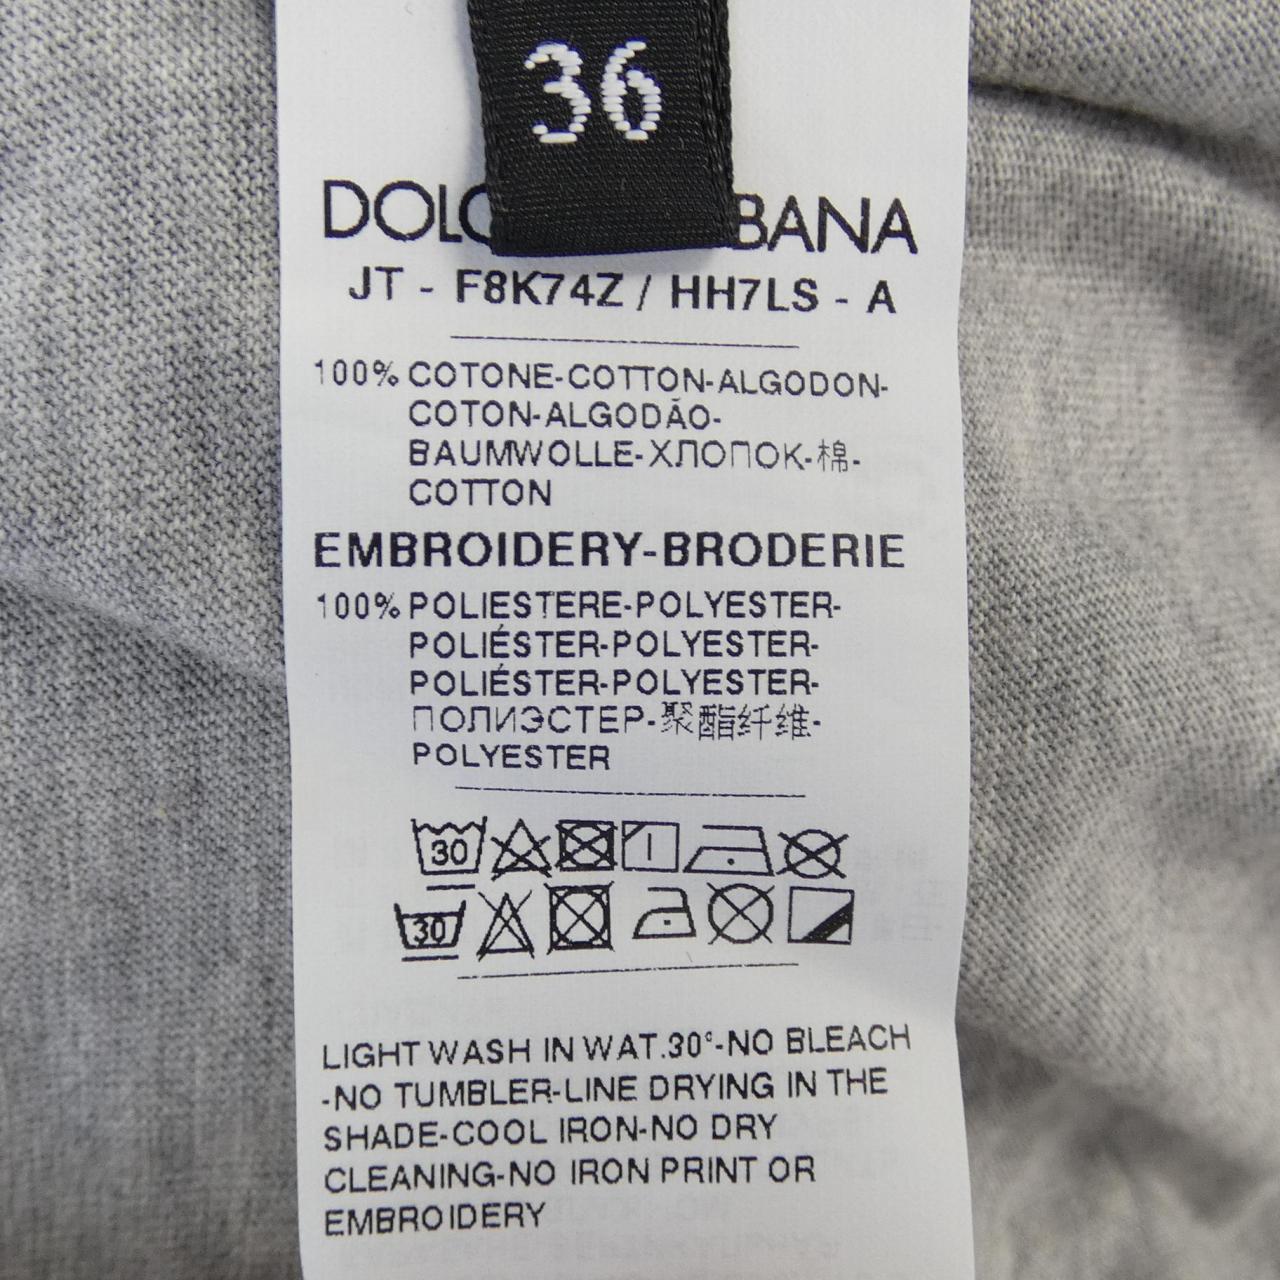 36
DOLC BANA
JT - F8K74Z / HH7LS - A
100% COTONE-COTTON-ALGODON-
COTON-ALGODÃO-
BAUMWOLLE-ХЛОПОК-棉-
COTTON
EMBROIDERY-BRODERIE
100% POLIESTERE-POLYESTER-
POLIÉSTER-POLYESTER-
POLIÉSTER-POLYESTER-
ПОЛИЭСТЕР-聚酯纤维-
POLYESTER
30
30
LIGHT WASH IN WAT.30°-NO BLEACH
-NO TUMBLER-LINE DRYING IN THE
SHADE-COOL IRON-NO DRY
CLEANING-NO IRON PRINT OR
EMBROIDERY